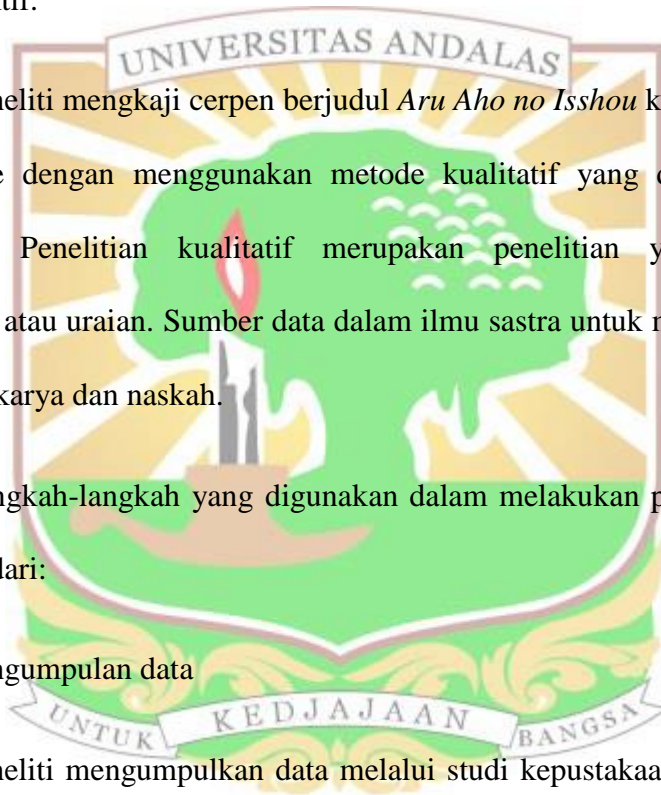 tif.
UNIVERSITAS ANDALAS
neliti mengkaji cerpen berjudul Aru Aho no Isshou k
e dengan menggunakan metode kualitatif yang
Penelitian kualitatif merupakan penelitian y
atau uraian. Sumber data dalam ilmu sastra untuk
karya dan naskah.
ngkah-langkah yang digunakan dalam melakukan p
dari:
ngumpulan data
UNTUK KEDJAJAAN BANGSA
neliti mengumpulkan data melalui studi kepustakaa